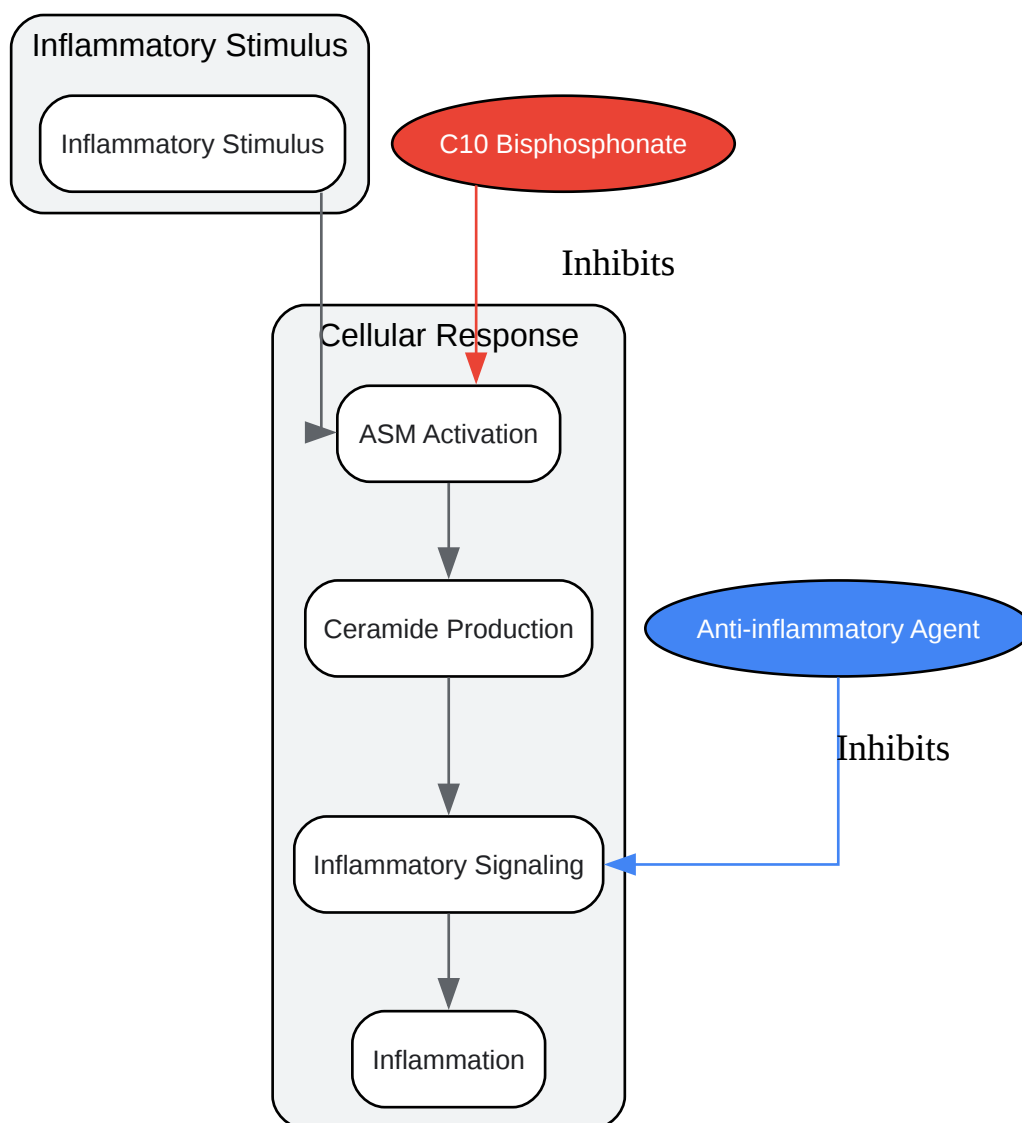 Inflammatory Stimulus
Inflammatory Stimulus
C10 Bisphosphonate
Inhibits
Cellular Response
ASM Activation
Ceramide Production
Anti-inflammatory Agent
Inhibits
Inflammatory Signaling
Inflammation